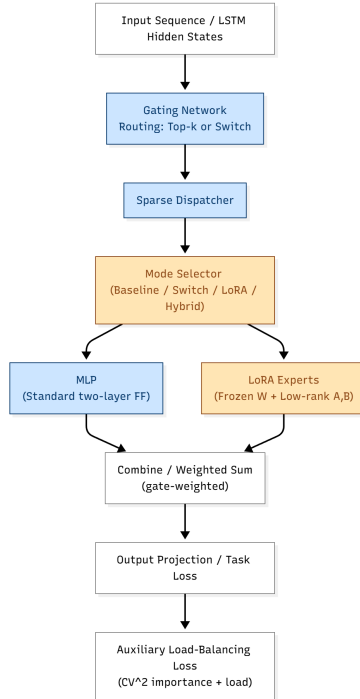 Input Sequence / LSTM
Hidden States
Gating Network
Routing: Top-k or Switch
Sparse Dispatcher
Mode Selector
(Baseline / Switch / LoRA /
Hybrid)
MLP
(Standard two-layer FF)
LoRA Experts
(Frozen W + Low-rank A,B)
Combine / Weighted Sum
(gate-weighted)
Output Projection / Task
Loss
Auxiliary Load-Balancing
Loss
(CV^2 importance + load)